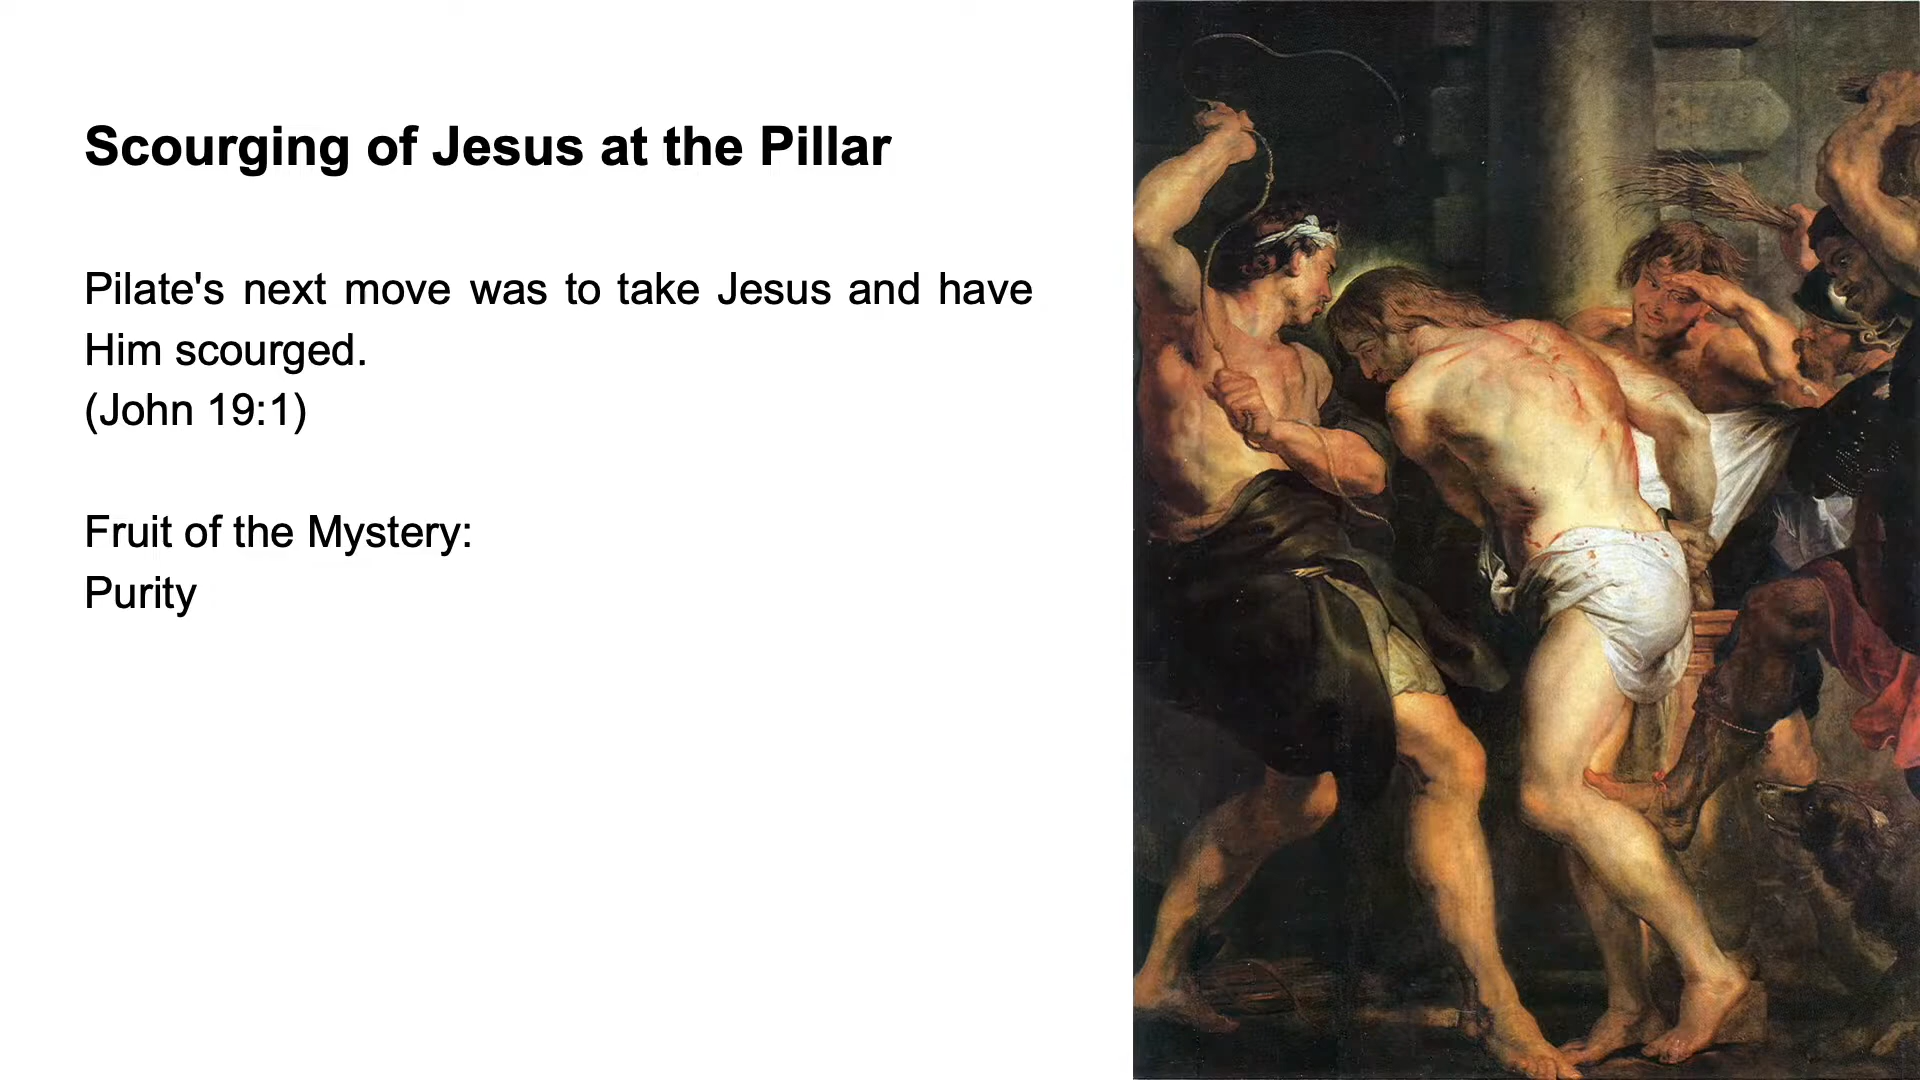 Scourging of Jesus at the Pillar
Pilate's next move was to take Jesus and have
Him scourged.
(John 19:1)
Fruit of the Mystery:
Purity